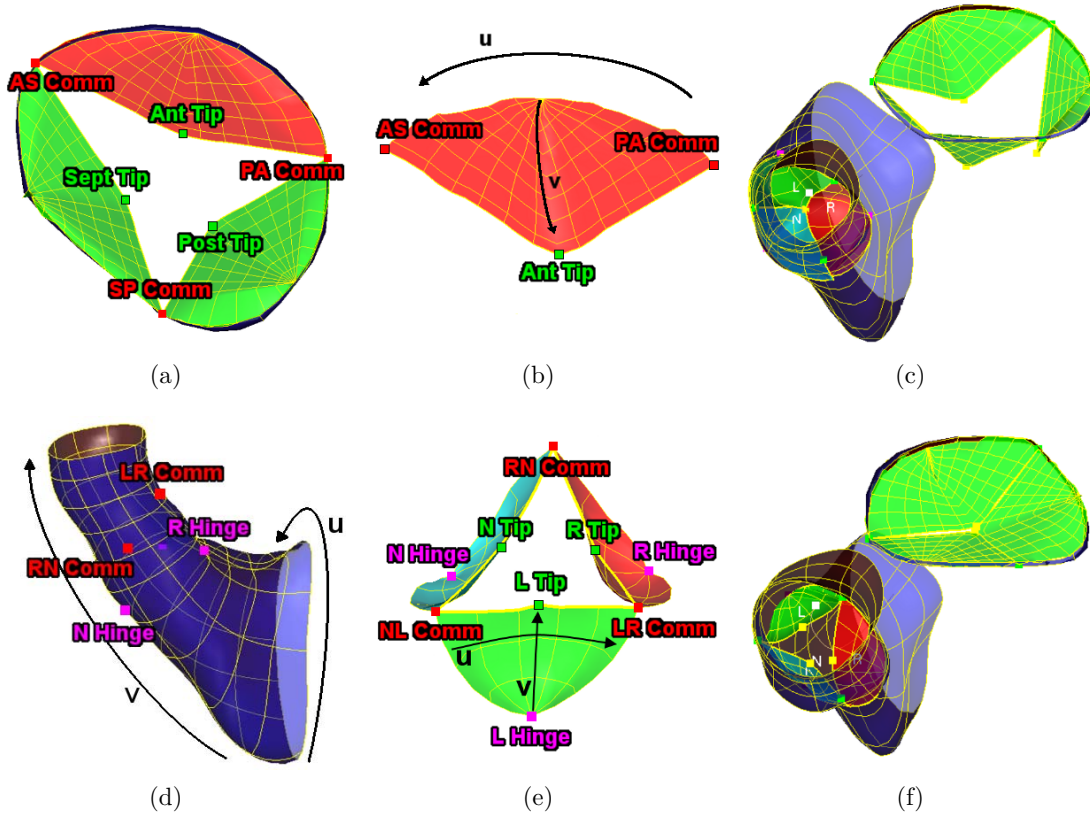 AS Comm
Ant Tip
PA Comm
Sept Tip
Post Tip
SP Comm
(a)
u
AS Comm
PA Comm
v
Ant Tip
(b)
L
R
N
(c)
LR Comm
R Hinge
u
RN Comm
N Hinge
v
(d)
RN Comm
N Tip
R Tip
N Hinge
R Hinge
L Tip
NL Comm
LR Comm
u
v
L Hinge
(e)
L
N
R
(f)